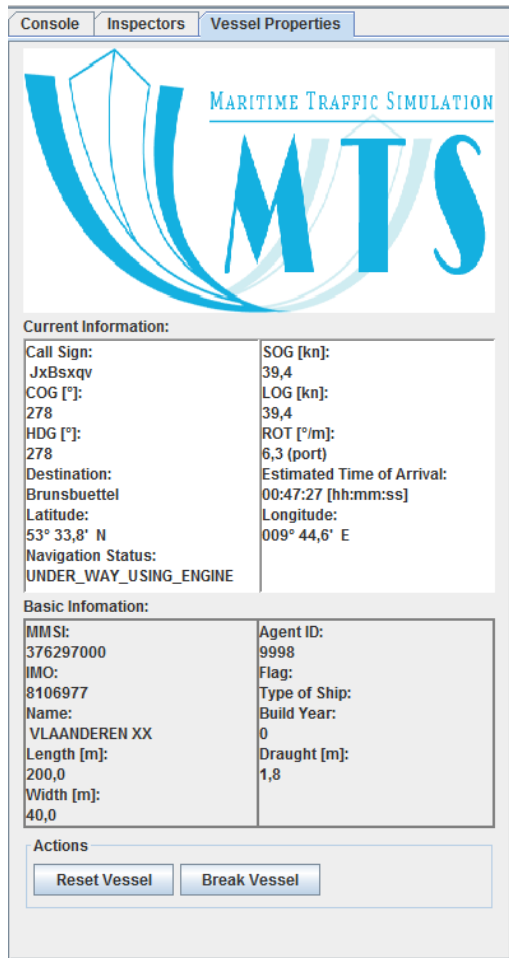 Console Inspectors Vessel Properties
MARITIME TRAFFIC SIMULATION
MTS
Current Information:
Call Sign:
JxBsxqv
COG [°]:
278
HDG [°]:
278
Destination:
Brunsbuettel
Latitude:
53° 33,8' N
Navigation Status:
UNDER_WAY_USING_ENGINE
SOG [kn]:
39,4
LOG [kn]:
39,4
ROT [°/m]:
6,3 (port)
Estimated Time of Arrival:
00:47:27 [hh:mm:ss]
Longitude:
009° 44,6' E
Basic Infomation:
MMSI:
376297000
IMO:
8106977
Name:
VLAANDEREN XX
Length [m]:
200,0
Width [m]:
40,0
Agent ID:
9998
Flag:
Type of Ship:
Build Year:
0
Draught [m]:
1,8
Actions
Reset Vessel Break Vessel